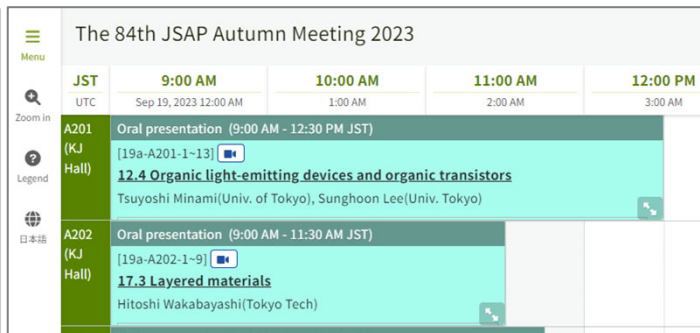 The 84th JSAP Autumn Meeting 2023
Menu
Zoom in
Legend
日本語
JST 9:00 AM 10:00 AM 11:00 AM 12:00 PM
UTC Sep 19, 2023 12:00 AM 1:00 AM 2:00 AM 3:00 AM
A201 (KJ Hall)
Oral presentation (9:00 AM - 12:30 PM JST)
[19a-A201-1~13]
12.4 Organic light-emitting devices and organic transistors
Tsuyoshi Minami(Univ. of Tokyo), Sunghoon Lee(Univ. Tokyo)
A202 (KJ Hall)
Oral presentation (9:00 AM - 11:30 AM JST)
[19a-A202-1~9]
17.3 Layered materials
Hitoshi Wakabayashi(Tokyo Tech)